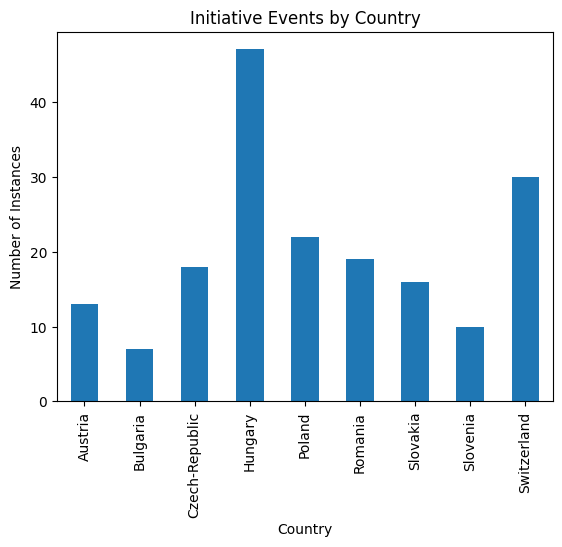 Initiative Events by Country
Number of Instances
40
30
20
10
0
Austria
Bulgaria
Czech-Republic
Hungary
Poland
Romania
Slovakia
Slovenia
Switzerland
Country